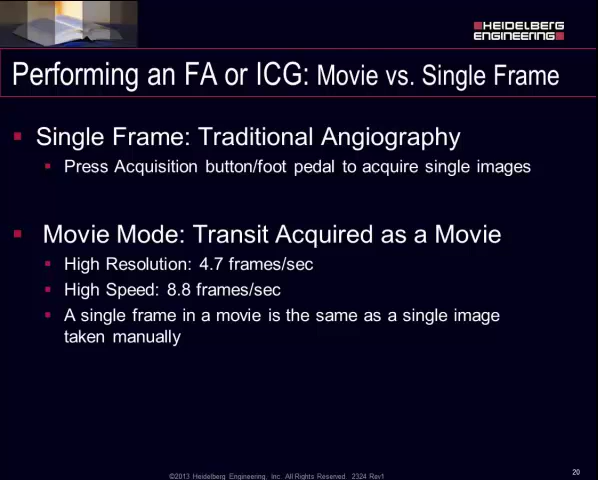 HEIDELBERG
ENGINEERING
Performing an FA or ICG: Movie vs. Single Frame
Single Frame: Traditional Angiography
Press Acquisition button/foot pedal to acquire single images
Movie Mode: Transit Acquired as a Movie
High Resolution: 4.7 frames/sec
High Speed: 8.8 frames/sec
A single frame in a movie is the same as a single image
taken manually
©2013 Heidelberg Engineering, Inc. All Rights Reserved. 2324 Rev1
20